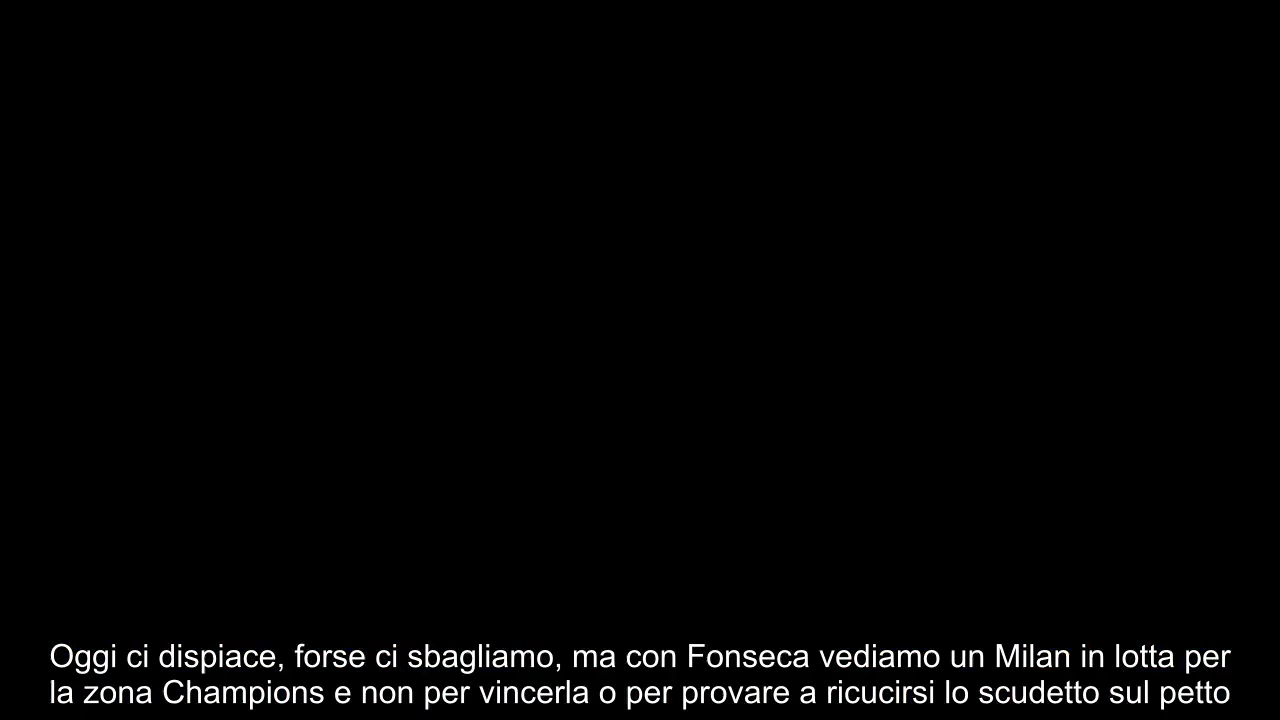 Oggi ci dispiace, forse ci sbagliamo, ma con Fonseca vediamo un Milan in lotta per
la zona Champions e non per vincerla o per provare a ricucirsi lo scudetto sul petto